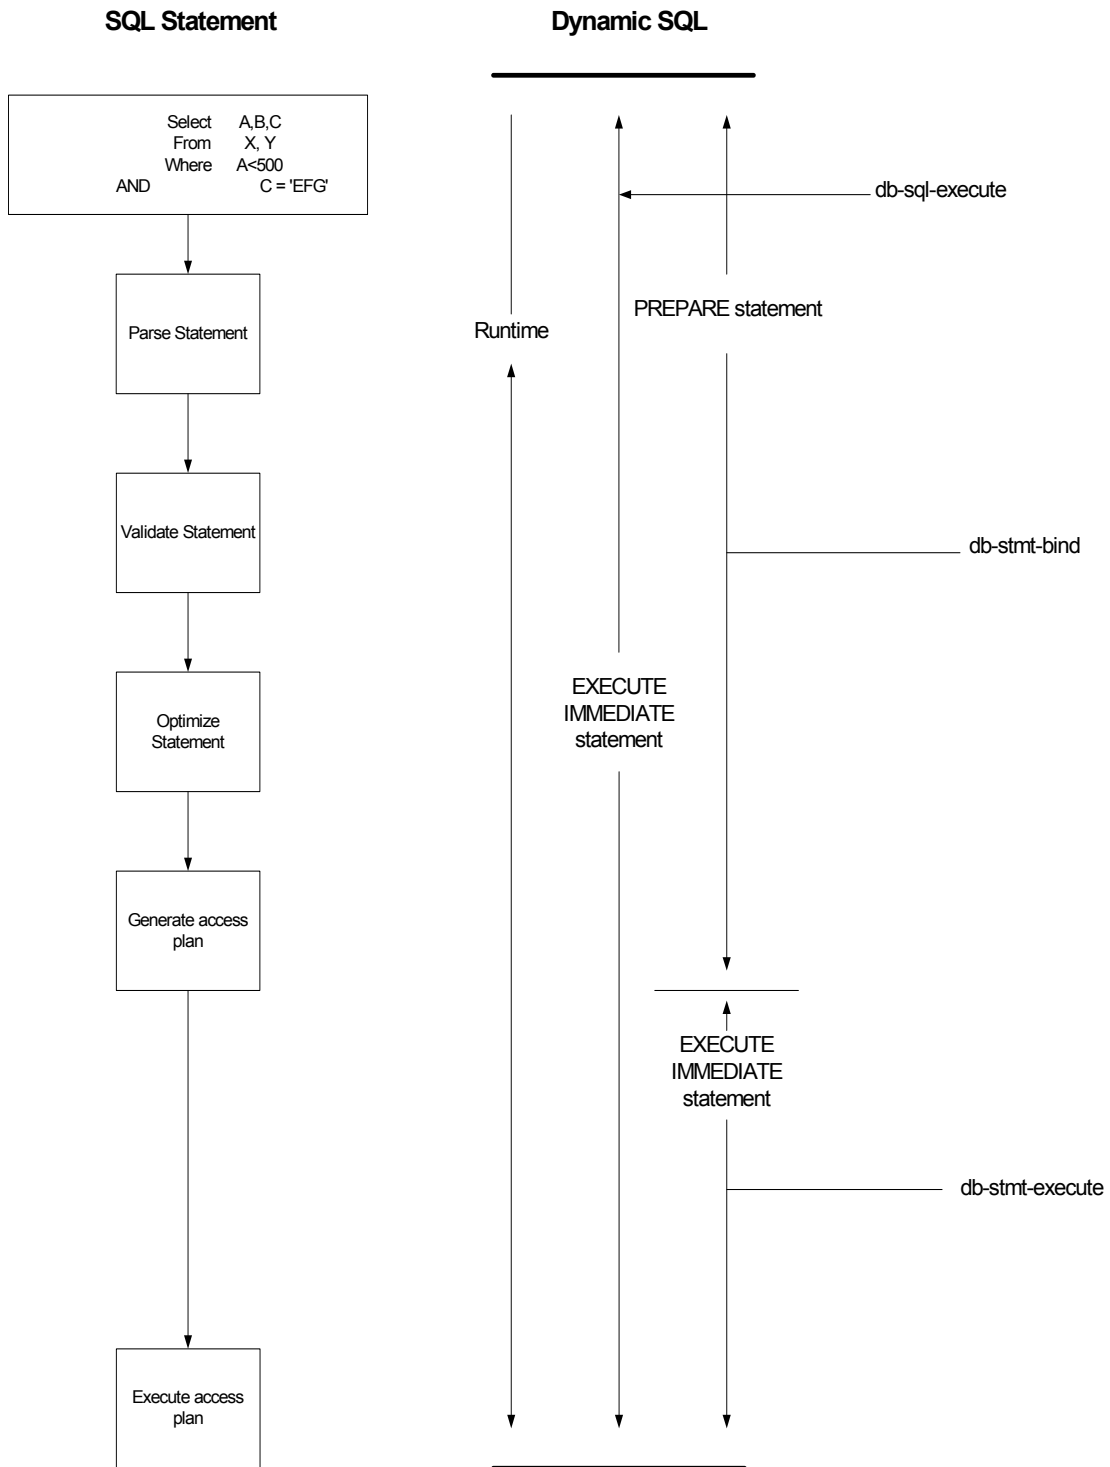 SQL Statement
Dynamic SQL
Select A,B,C
From X, Y
Where A<500
AND C = 'EFG'
db-sql-execute
Parse Statement
PREPARE statement
Runtime
Validate Statement
db-stmt-bind
EXECUTE
IMMEDIATE
statement
Optimize
Statement
Generate access
plan
EXECUTE
IMMEDIATE
statement
db-stmt-execute
Execute access
plan